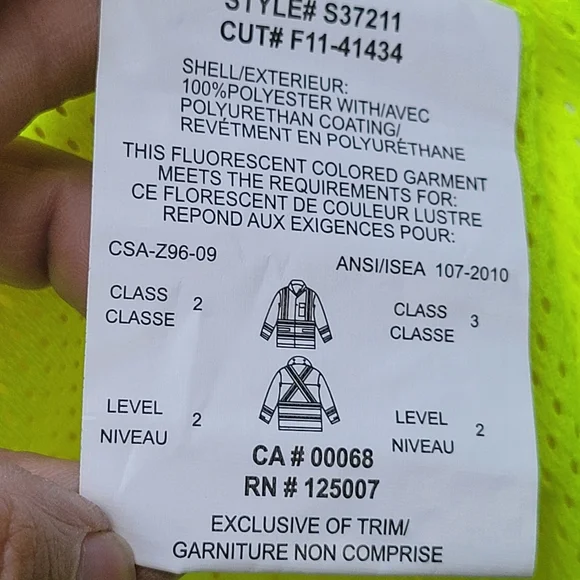 STYLE# S37211
CUT# F11-41434
SHELL/EXTERIEUR:
100%POLYESTER WITH/AVEC
POLYURETHAN COATING/
REVÉTMENT EN POLYURÉTHANE
THIS FLUORESCENT COLORED GARMENT
MEETS THE REQUIREMENTS FOR:
CE FLORESCENT DE COULEUR LUSTRE
REPOND AUX EXIGENCES POUR:
CSA-Z96-09 ANSI/ISEA 107-2010
CLASS 2 CLASS 3
CLASSE CLASSE
LEVEL 2 LEVEL 2
NIVEAU NIVEAU
CA # 00068
RN # 125007
EXCLUSIVE OF TRIM/
GARNITURE NON COMPRISE